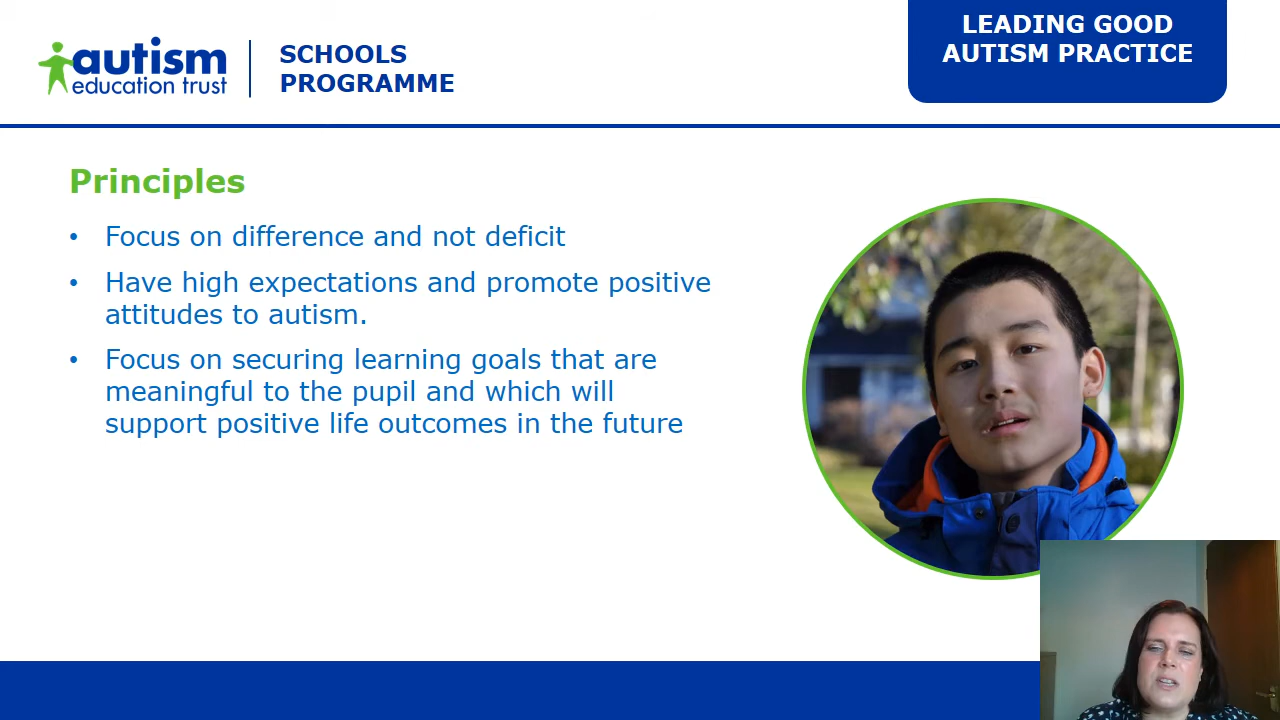 autism
education trust
SCHOOLS
PROGRAMME
LEADING GOOD
AUTISM PRACTICE
Principles
• Focus on difference and not deficit
• Have high expectations and promote positive
attitudes to autism.
• Focus on securing learning goals that are
meaningful to the pupil and which will
support positive life outcomes in the future